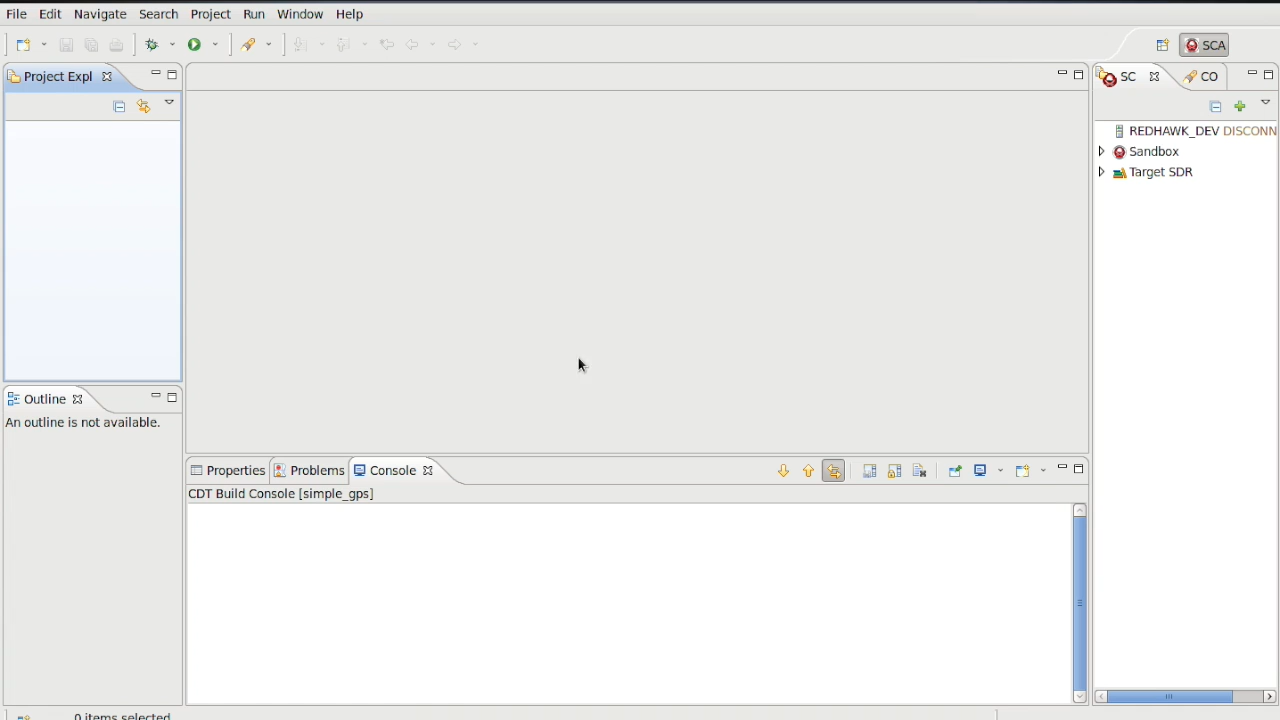 File Edit Navigate Search Project Run Window Help
SCA
Project Expl
SC
CO
REDHAWK_DEV DISCONN
Sandbox
Target SDR
Outline
An outline is not available.
Properties Problems Console
CDT Build Console [simple_gps]
0 items selected